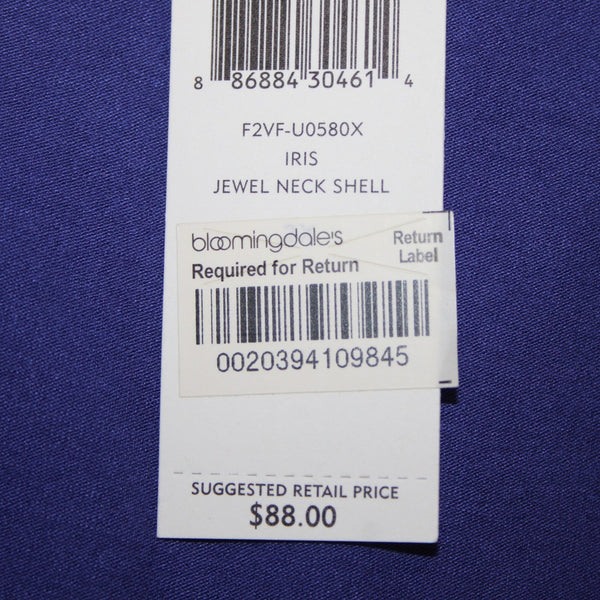 8 86884 30461 4
F2VF-U0580X
IRIS
JEWEL NECK SHELL
bloomingdale's Return
Required for Return Label
0020394109845
SUGGESTED RETAIL PRICE
$88.00